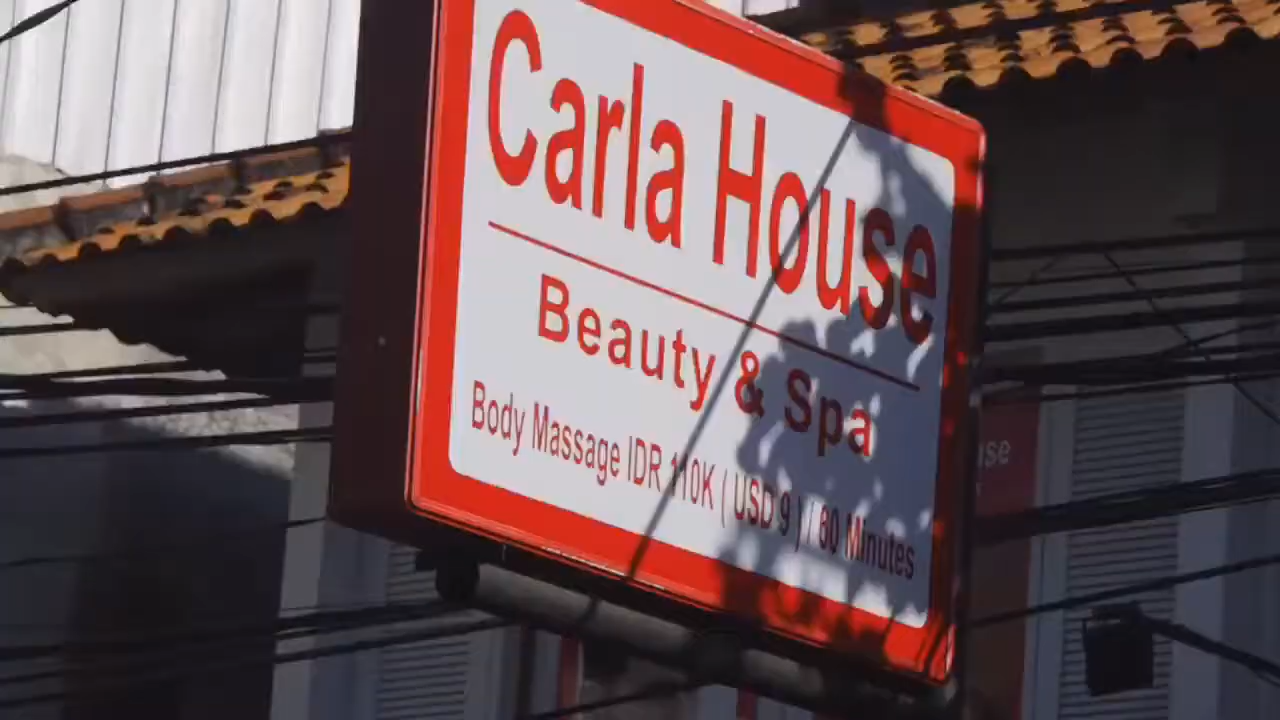 Carla House
Beauty & Spa
Body Massage IDR 110K ( USD 9 ) / 60 Minutes